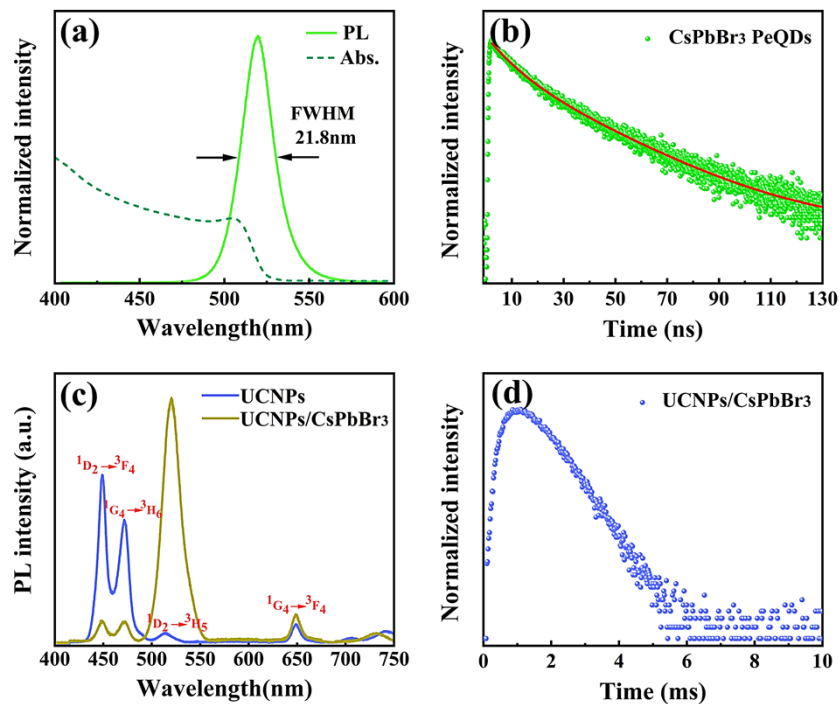 (a)
PL
Abs.
FWHM
21.8nm
Normalized intensity
400 450 500 550 600
Wavelength(nm)
(b)
CsPbBr₃ PeQDs
Normalized intensity
10 30 50 70 90 110 130
Time (ns)
(c)
UCNPs
UCNPs/CsPbBr₃
¹D₂→³F₄
¹G₄→³H₆
¹D₂→³H₅
¹G₄→³F₄
PL intensity (a.u.)
400 450 500 550 600 650 700 750
Wavelength(nm)
(d)
UCNPs/CsPbBr₃
Normalized intensity
0 2 4 6 8 10
Time (ms)